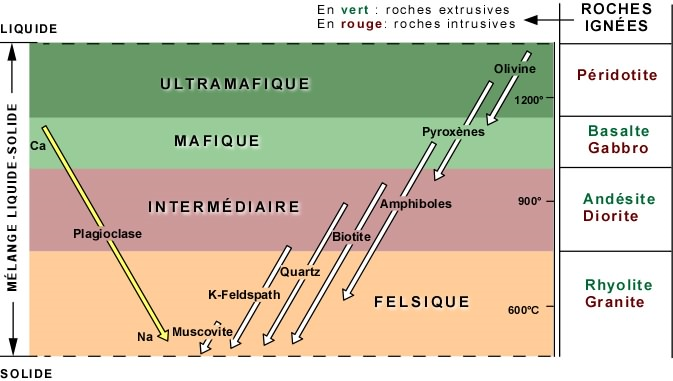 En vert : roches extrusives
En rouge: roches intrusives
ROCHES
IGNÉES
LIQUIDE
MÉLANGE LIQUIDE-SOLIDE
ULTRAMAFIQUE
Olivine
1200°
Péridotite
MAFIQUE
Pyroxènes
Ca
Basalte
Gabbro
INTERMÉDIAIRE
Amphiboles
900°
Andésite
Diorite
Plagioclase
Biotite
Quartz
K-Feldspath
FELSIQUE
600°C
Rhyolite
Granite
Na
Muscovite
SOLIDE